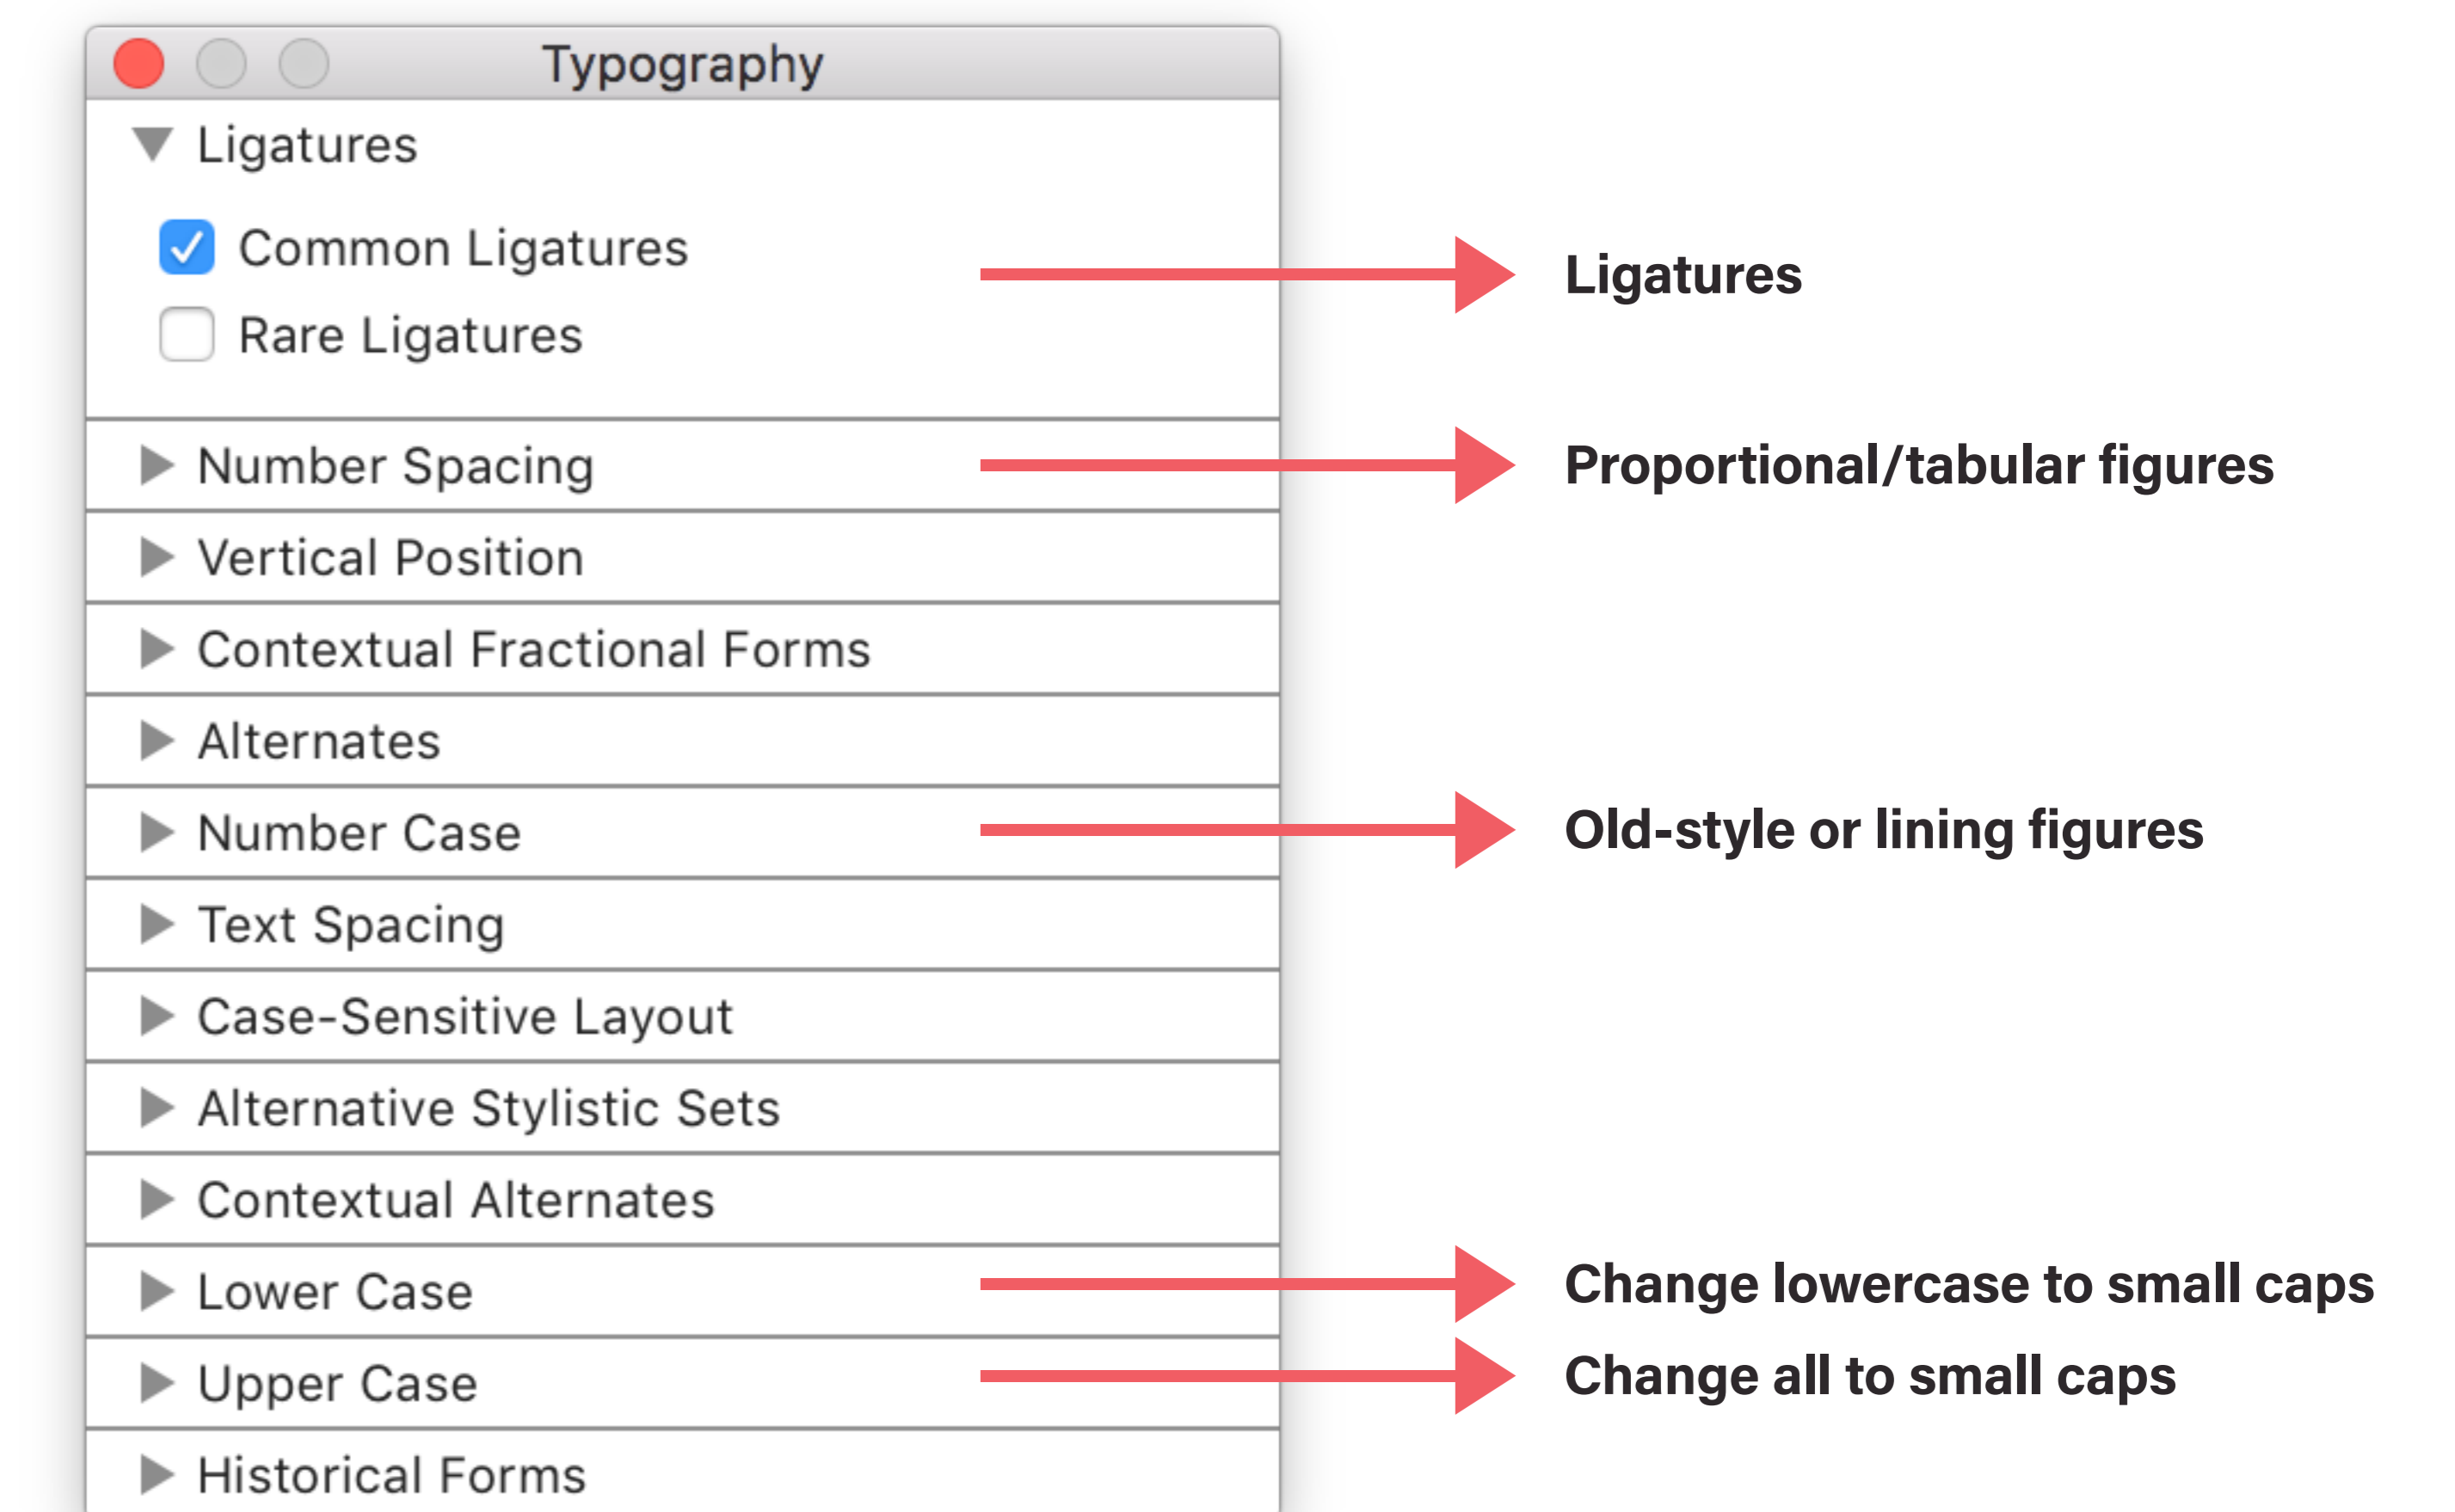 Typography
Ligatures
Common Ligatures
Ligatures
Rare Ligatures
Number Spacing
Proportional/tabular figures
Vertical Position
Contextual Fractional Forms
Alternates
Number Case
Old-style or lining figures
Text Spacing
Case-Sensitive Layout
Alternative Stylistic Sets
Contextual Alternates
Lower Case
Change lowercase to small caps
Upper Case
Change all to small caps
Historical Forms